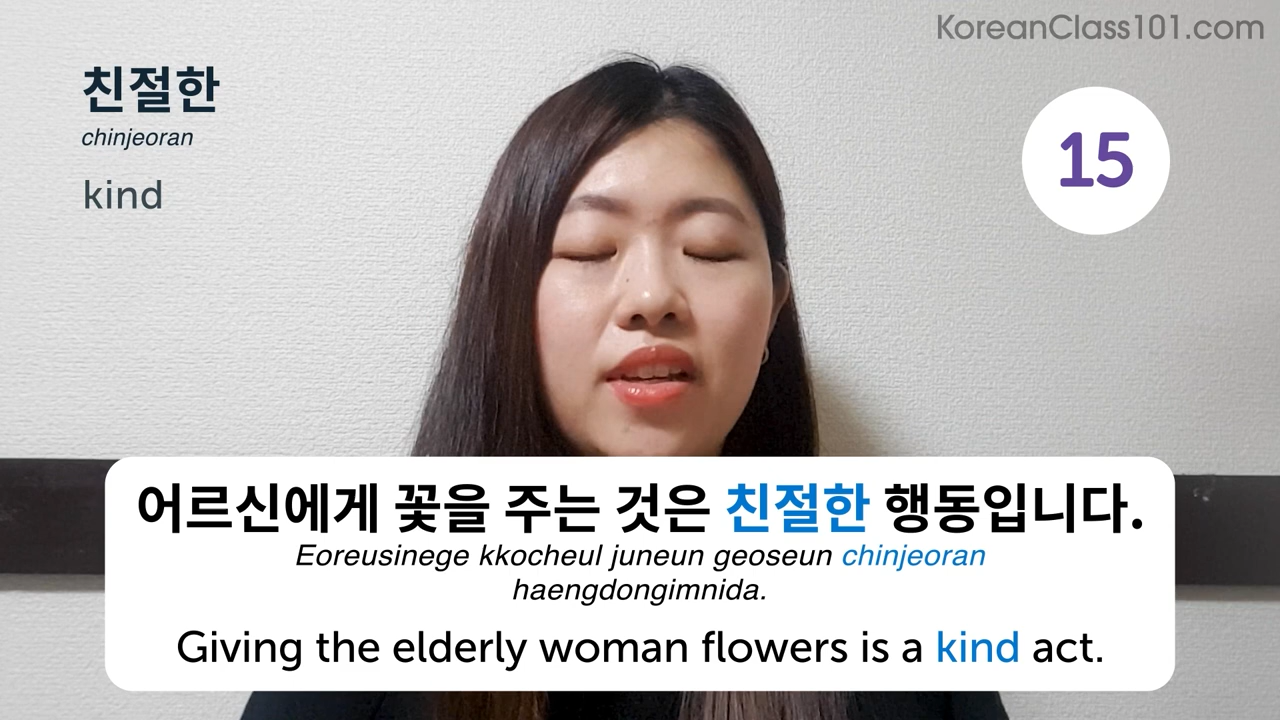 KoreanClass101.com
친절한
chinjeoran
kind
15
어르신에게 꽃을 주는 것은 친절한 행동입니다.
Eoreusinege kkocheul juneun geoseun chinjeoran
haengdongimnida.
Giving the elderly woman flowers is a kind act.